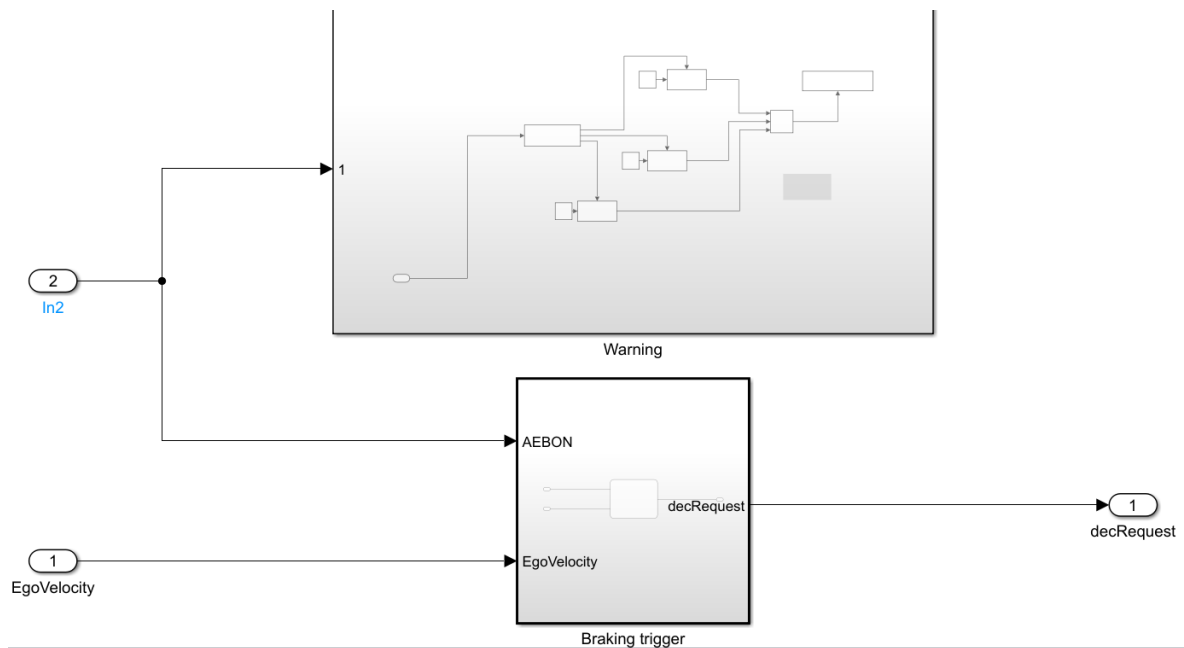 1
2
In2
Warning
AEBON
decRequest
1
decRequest
1
EgoVelocity
EgoVelocity
Braking trigger